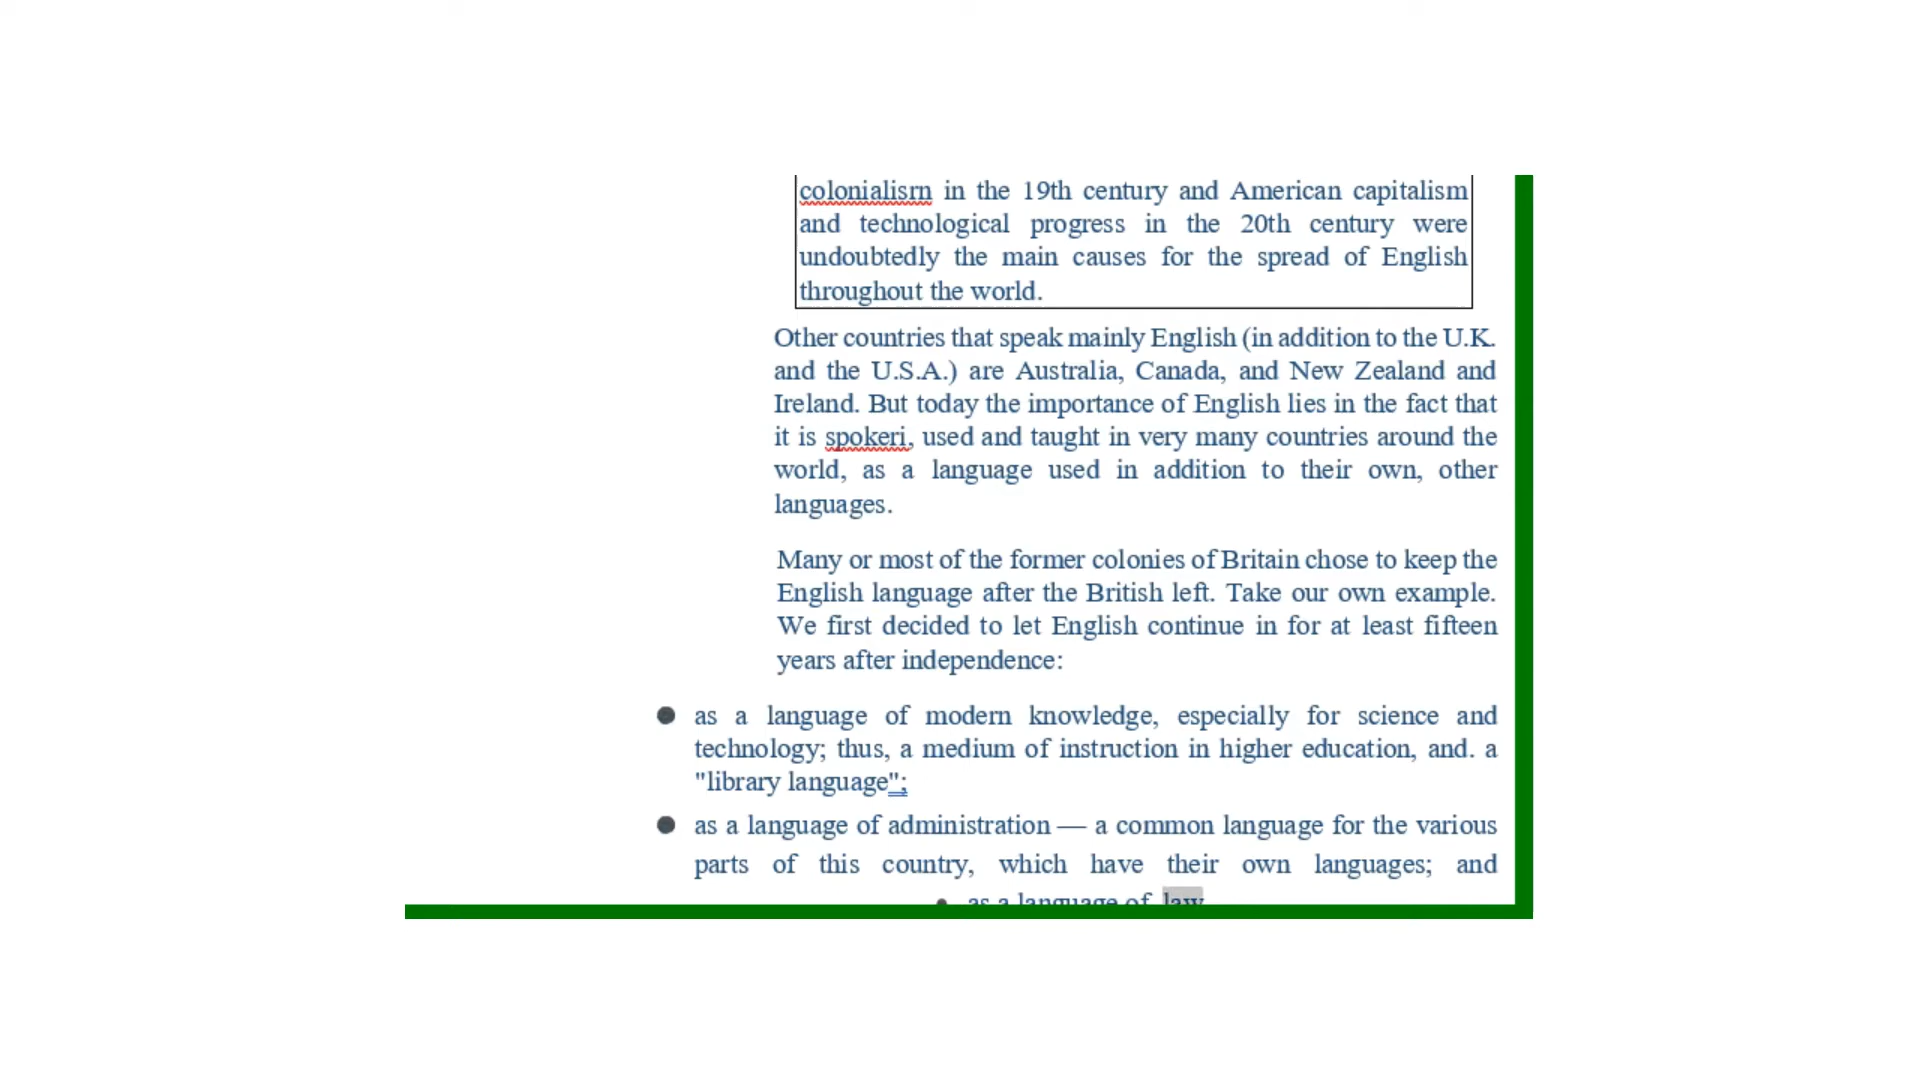 colonialisrn in the 19th century and American capitalism
and technological progress in the 20th century were
undoubtedly the main causes for the spread of English
throughout the world.
Other countries that speak mainly English (in addition to the U.K.
and the U.S.A.) are Australia, Canada, and New Zealand and
Ireland. But today the importance of English lies in the fact that
it is spokeri, used and taught in very many countries around the
world, as a language used in addition to their own, other
languages.
Many or most of the former colonies of Britain chose to keep the
English language after the British left. Take our own example.
We first decided to let English continue in for at least fifteen
years after independence:
● as a language of modern knowledge, especially for science and
technology; thus, a medium of instruction in higher education, and. a
"library language";
● as a language of administration — a common language for the various
parts of this country, which have their own languages; and
• as a language of law